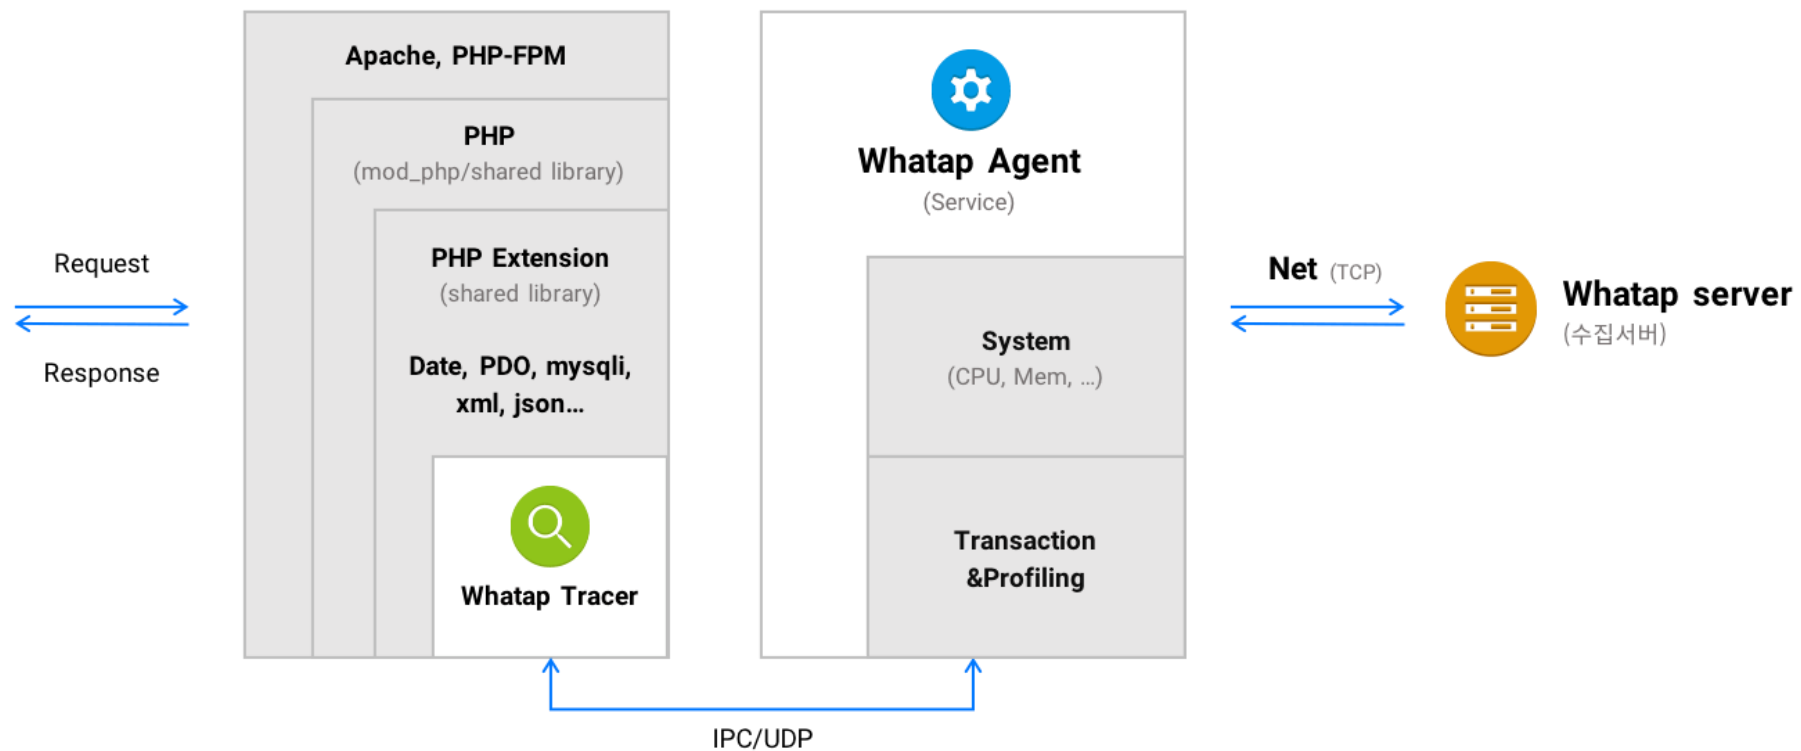 Request
Response
Apache, PHP-FPM
PHP
(mod_php/shared library)
PHP Extension
(shared library)
Date, PDO, mysqli,
xml, json...
Whatap Tracer
IPC/UDP
Whatap Agent
(Service)
System
(CPU, Mem, ...)
Transaction
&Profiling
Net (TCP)
Whatap server
(수집서버)